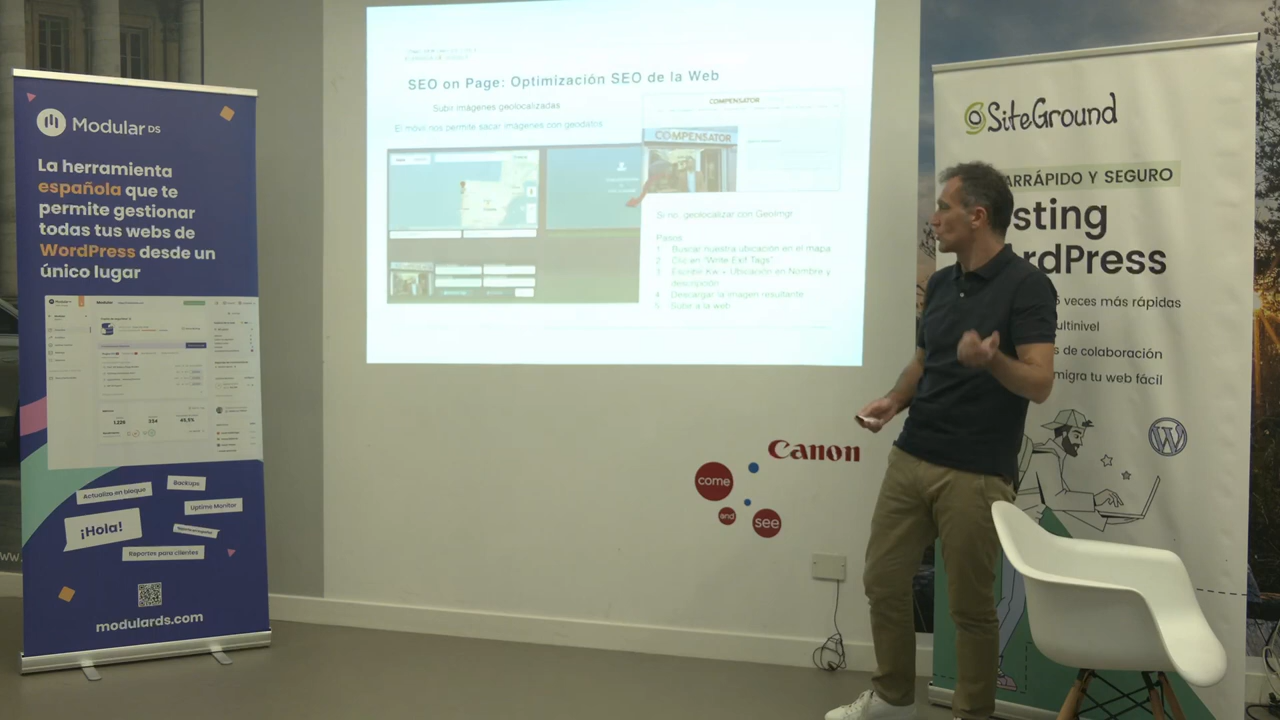 Modular DS
La herramienta
española que te
permite gestionar
todas tus webs de
WordPress desde un
único lugar
Actualiza en bloque
Backups
Uptime Monitor
¡Hola!
Reportes para clientes
modulards.com
SEO on Page: Optimización SEO de la Web
Subir imágenes geolocalizadas
El móvil nos permite sacar imágenes con geodatos
COMPENSATOR
COMPENSATOR
Si no, geolocalizar con GeoImgr
Pasos
1. Buscar nuestra ubicación en el mapa
2. Clic en "Write Exif Tags"
3. Escribir Kw + Ubicación en Nombre y
descripción
4. Descargar la imagen resultante
5. Subir a la web
Canon
come
and
see
SiteGround
ARRÁPIDO Y SEGURO
sting
rdPress
veces más rápidas
ultinivel
s de colaboración
migra tu web fácil